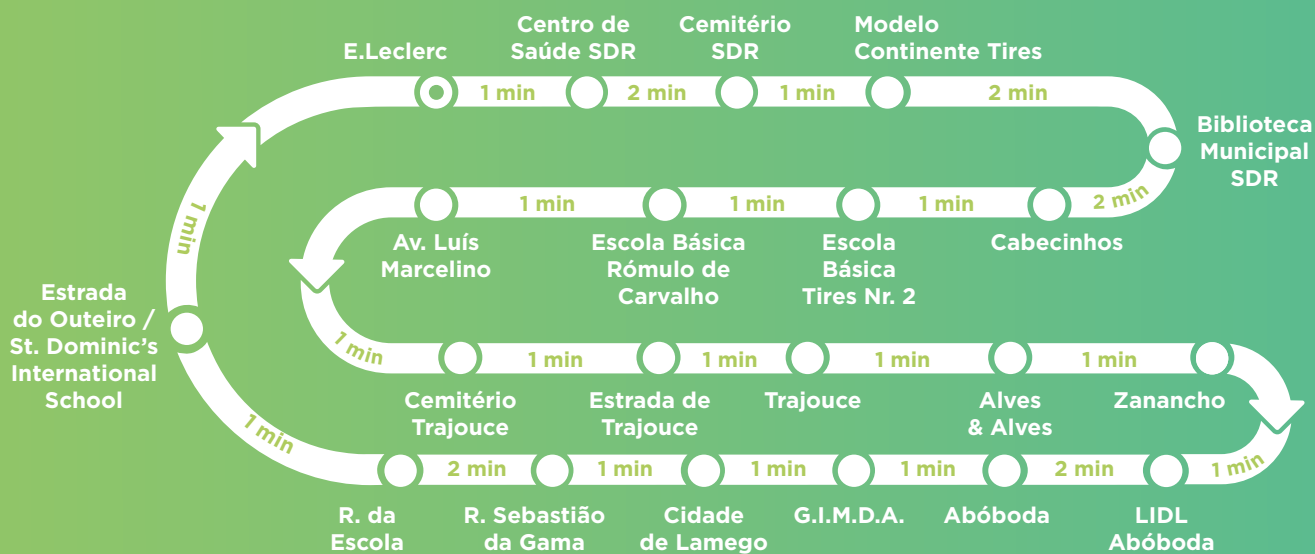 E.Leclerc
Centro de
Saúde SDR
Cemitério
SDR
Modelo
Continente Tires
1 min
2 min
1 min
2 min
Biblioteca
Municipal
SDR
2 min
1 min
1 min
1 min
Cabecinhos
Escola
Básica
Tires Nr. 2
Escola Básica
Rómulo de
Carvalho
Av. Luís
Marcelino
1 min
1 min
1 min
1 min
1 min
Cemitério
Trajouce
Estrada de
Trajouce
Trajouce
Alves
& Alves
Zanancho
1 min
2 min
1 min
1 min
1 min
2 min
LIDL
Abóboda
Abóboda
G.I.M.D.A.
Cidade
de Lamego
R. Sebastião
da Gama
R. da
Escola
1 min
Estrada
do Outeiro /
St. Dominic’s
International
School
1 min